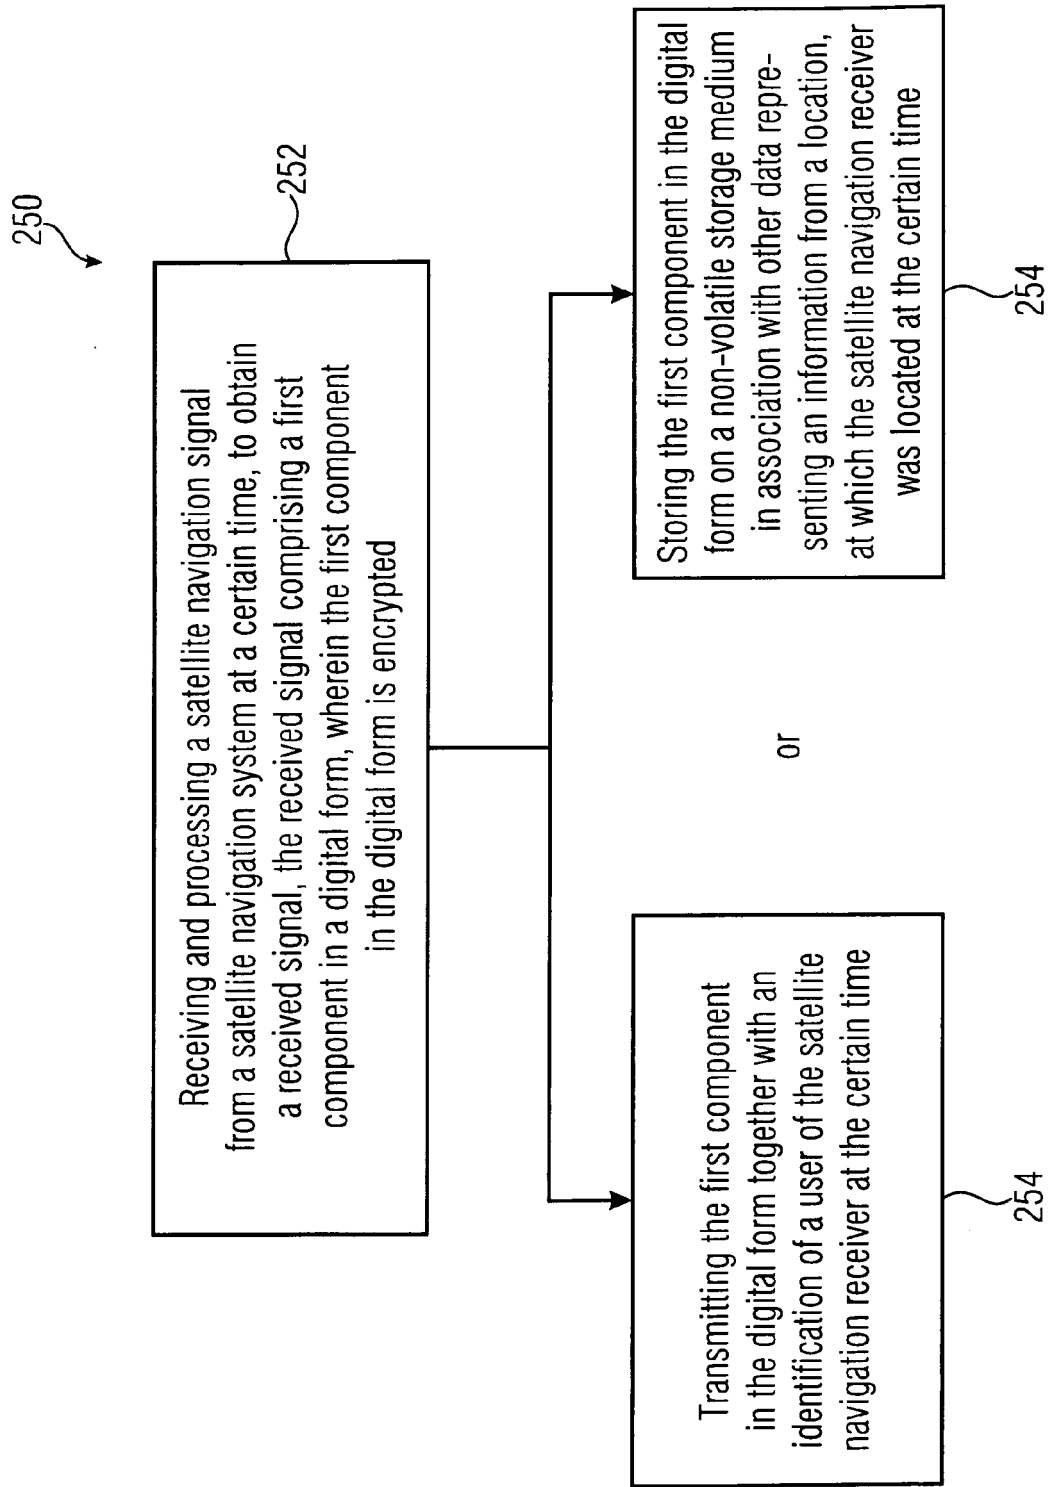 250
252
Receiving and processing a satellite navigation signal
from a satellite navigation system at a certain time, to obtain
a received signal, the received signal comprising a first
component in a digital form, wherein the first component
in the digital form is encrypted
Transmitting the first component
in the digital form together with an
identification of a user of the satellite
navigation receiver at the certain time
254
or
Storing the first component in the digital
form on a non-volatile storage medium
in association with other data repre-
senting an information from a location,
at which the satellite navigation receiver
was located at the certain time
254